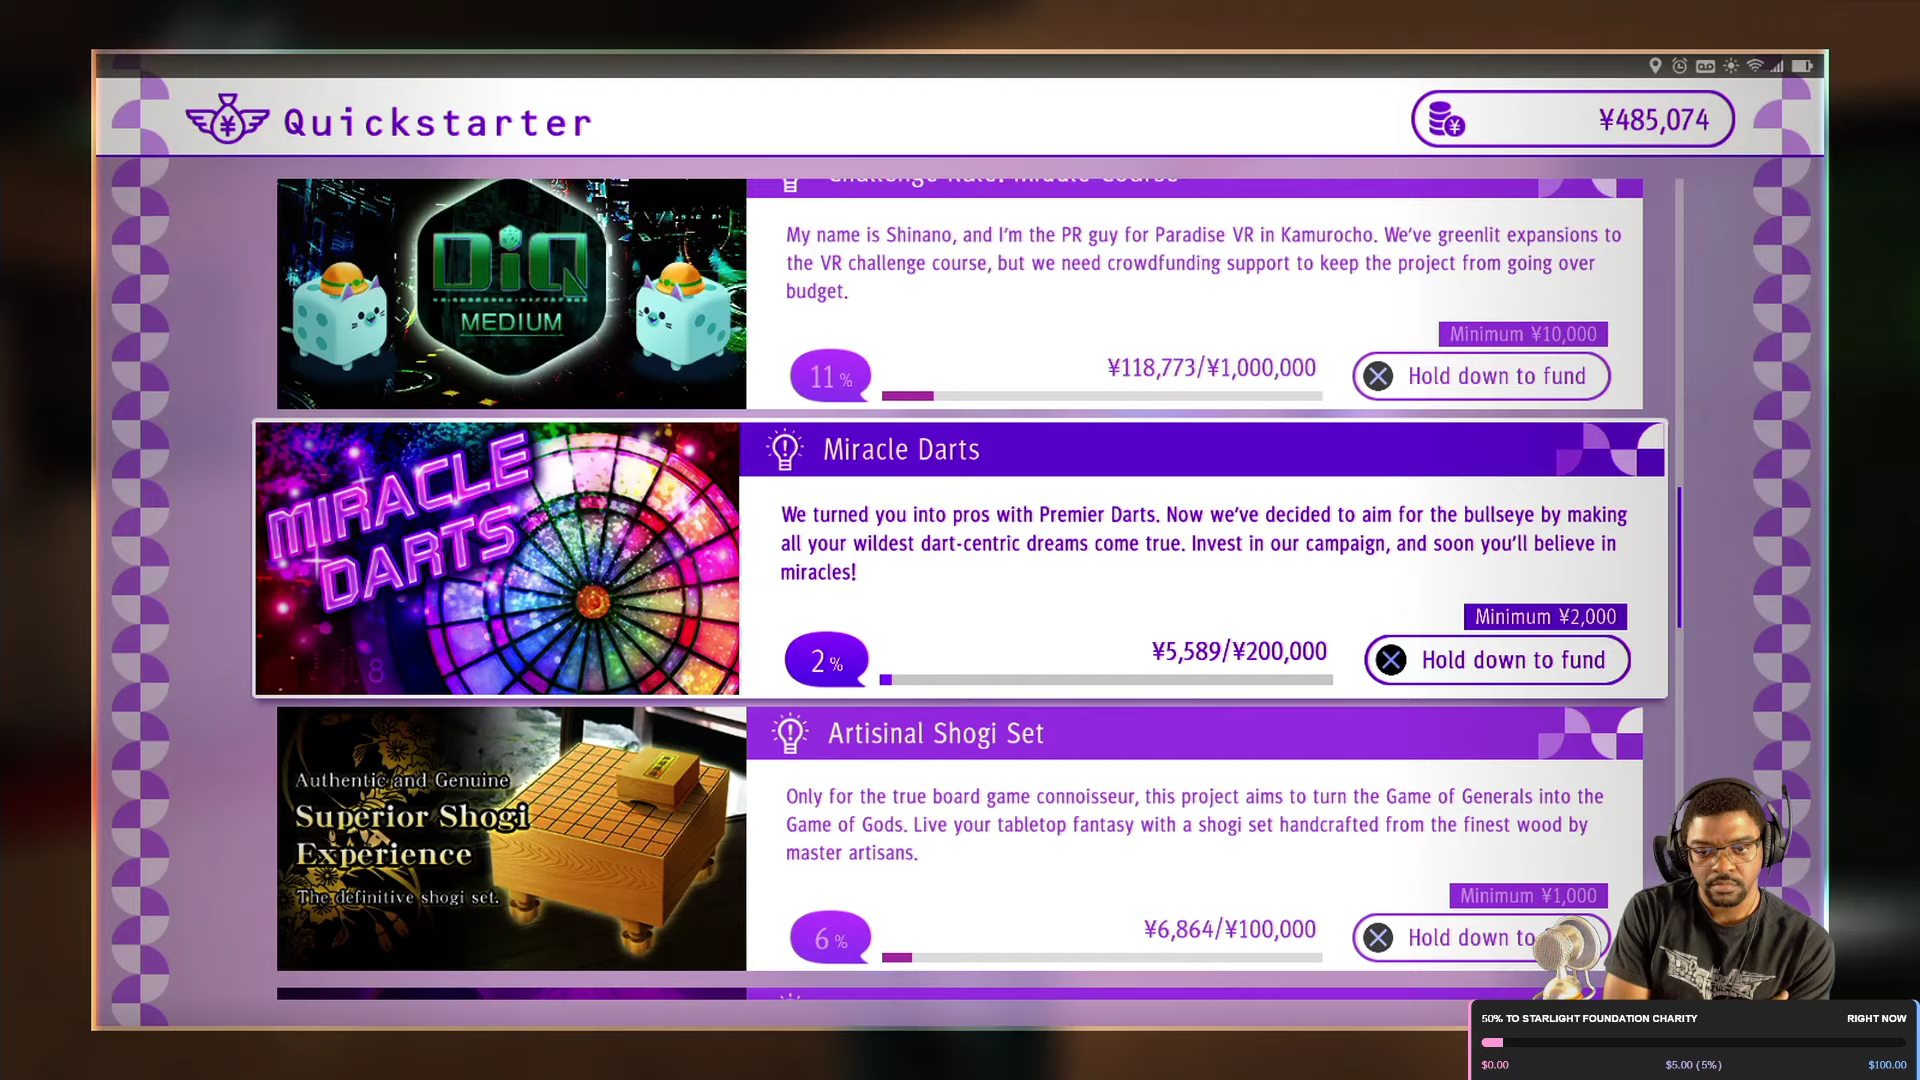 Quickstarter
¥485,074
Challenge Rule: Miracle Course
DiQ
MEDIUM
My name is Shinano, and I'm the PR guy for Paradise VR in Kamurocho. We've greenlit expansions to
the VR challenge course, but we need crowdfunding support to keep the project from going over
budget.
Minimum ¥10,000
11 %
¥118,773/¥1,000,000
Hold down to fund
MIRACLE
DARTS
8
Miracle Darts
We turned you into pros with Premier Darts. Now we've decided to aim for the bullseye by making
all your wildest dart-centric dreams come true. Invest in our campaign, and soon you'll believe in
miracles!
Minimum ¥2,000
2 %
¥5,589/¥200,000
Hold down to fund
Authentic and Genuine
Superior Shogi
Experience
The definitive shogi set.
Artisinal Shogi Set
Only for the true board game connoisseur, this project aims to turn the Game of Generals into the
Game of Gods. Live your tabletop fantasy with a shogi set handcrafted from the finest wood by
master artisans.
Minimum ¥1,000
6 %
¥6,864/¥100,000
Hold down to
50% TO STARLIGHT FOUNDATION CHARITY
RIGHT NOW
$0.00
$5.00 (5%)
$100.00